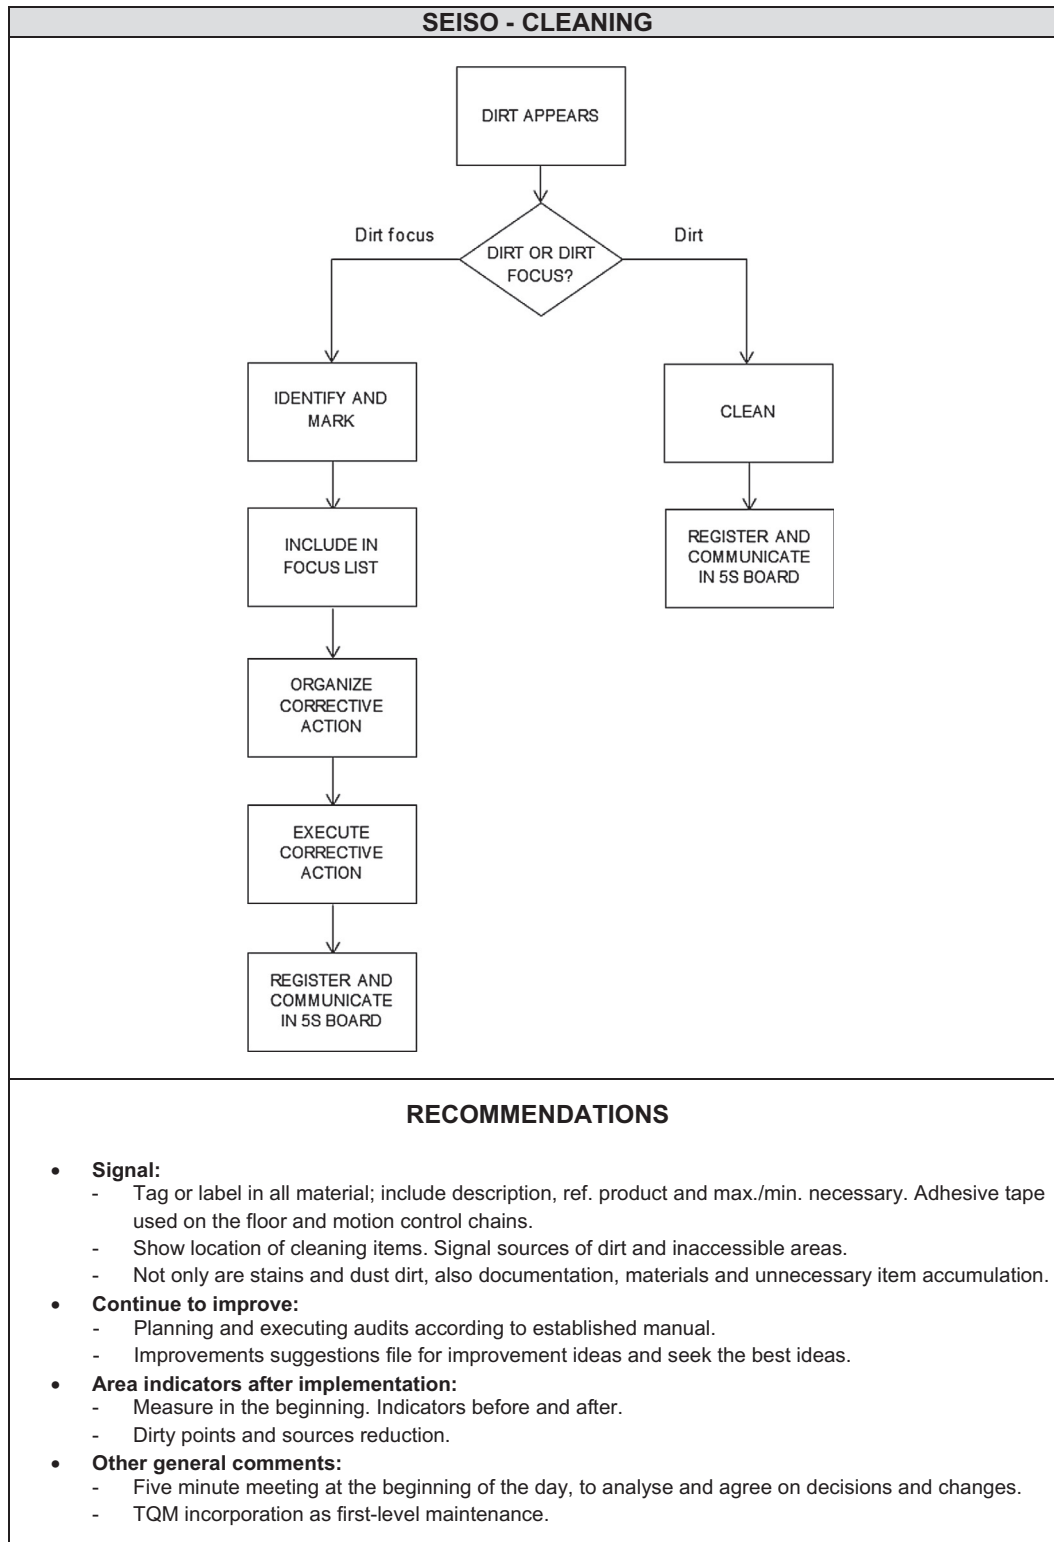 SEISO - CLEANING
DIRT APPEARS
Dirt focus
DIRT OR DIRT
FOCUS?
Dirt
IDENTIFY AND
MARK
CLEAN
INCLUDE IN
FOCUS LIST
REGISTER AND
COMMUNICATE
IN 5S BOARD
ORGANIZE
CORRECTIVE
ACTION
EXECUTE
CORRECTIVE
ACTION
REGISTER AND
COMMUNICATE
IN 5S BOARD
RECOMMENDATIONS
• Signal:
- Tag or label in all material; include description, ref. product and max./min. necessary. Adhesive tape
used on the floor and motion control chains.
- Show location of cleaning items. Signal sources of dirt and inaccessible areas.
- Not only are stains and dust dirt, also documentation, materials and unnecessary item accumulation.
• Continue to improve:
- Planning and executing audits according to established manual.
- Improvements suggestions file for improvement ideas and seek the best ideas.
• Area indicators after implementation:
- Measure in the beginning. Indicators before and after.
- Dirty points and sources reduction.
• Other general comments:
- Five minute meeting at the beginning of the day, to analyse and agree on decisions and changes.
- TQM incorporation as first-level maintenance.